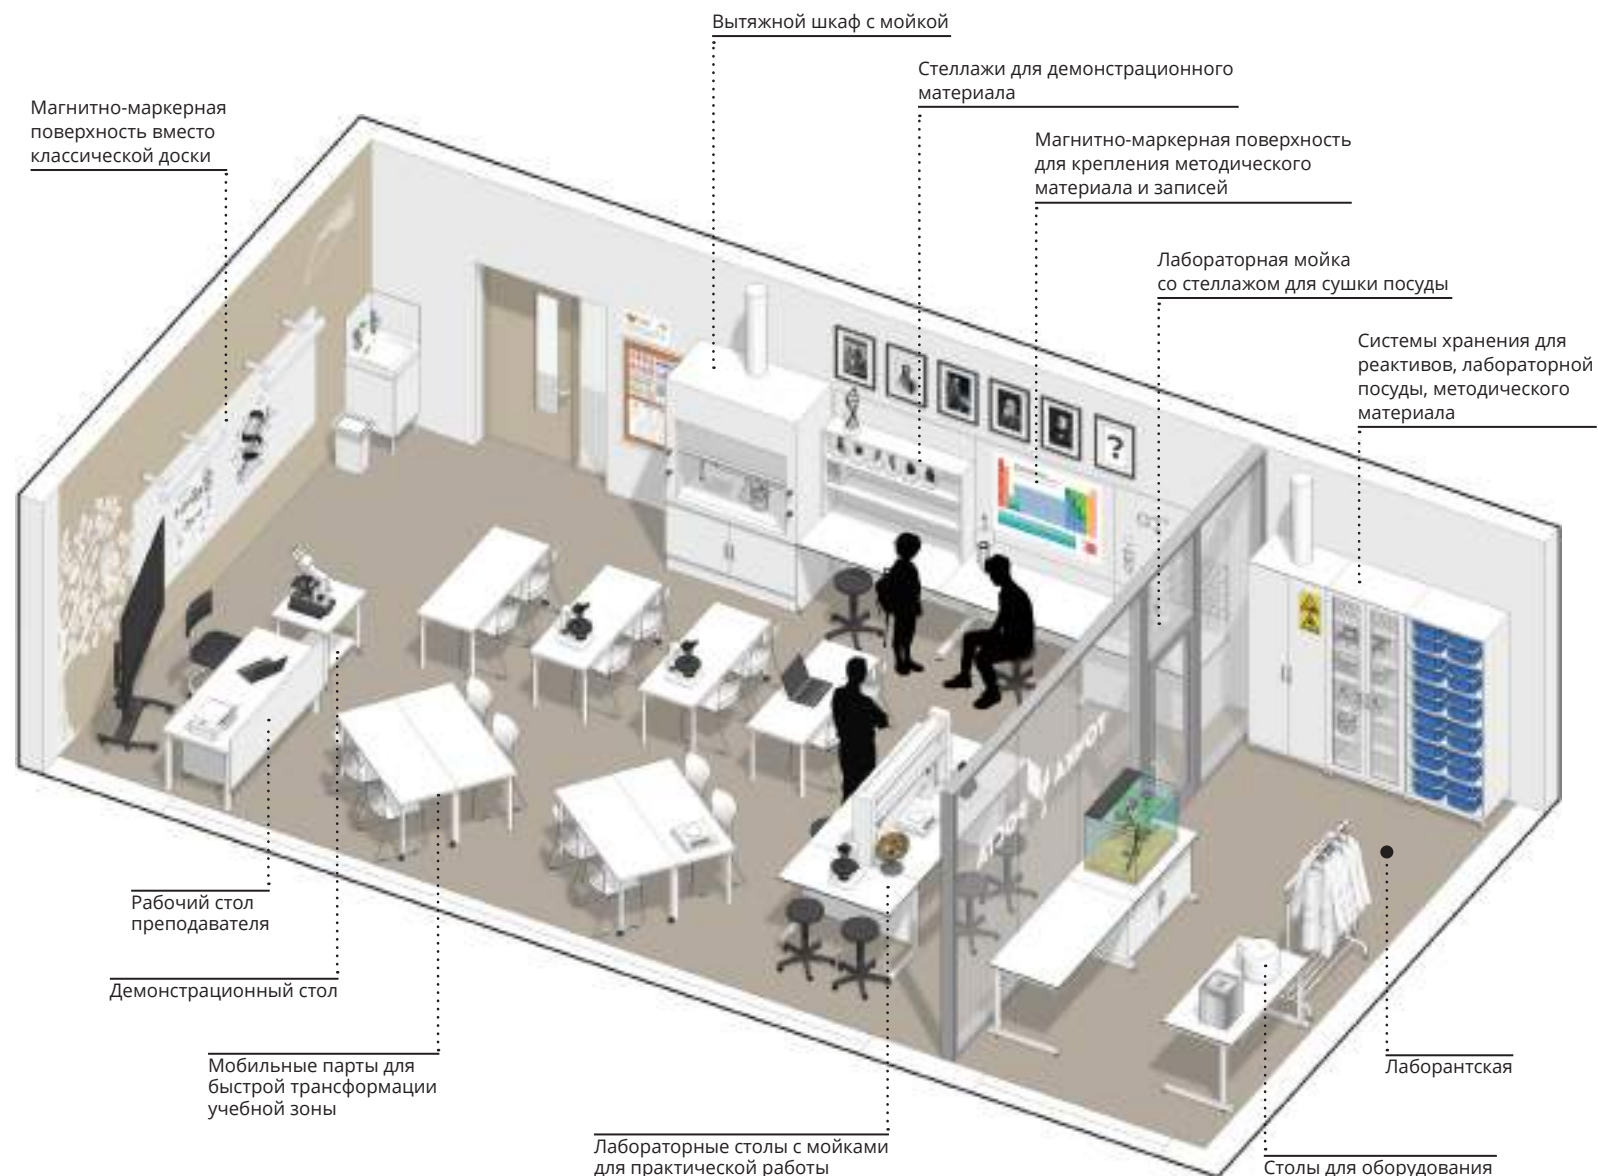 Вытяжной шкаф с мойкой
Стеллажи для демонстрационного
материала
Магнитно-маркерная
поверхность вместо
классической доски
Магнитно-маркерная поверхность
для крепления методического
материала и записей
Лабораторная мойка
со стеллажом для сушки посуды
Системы хранения для
реактивов, лабораторной
посуды, методического
материала
?
Рабочий стол
преподавателя
Демонстрационный стол
Мобильные парты для
быстрой трансформации
учебной зоны
Лабораторные столы с мойками
для практической работы
Лаборантская
Столы для оборудования